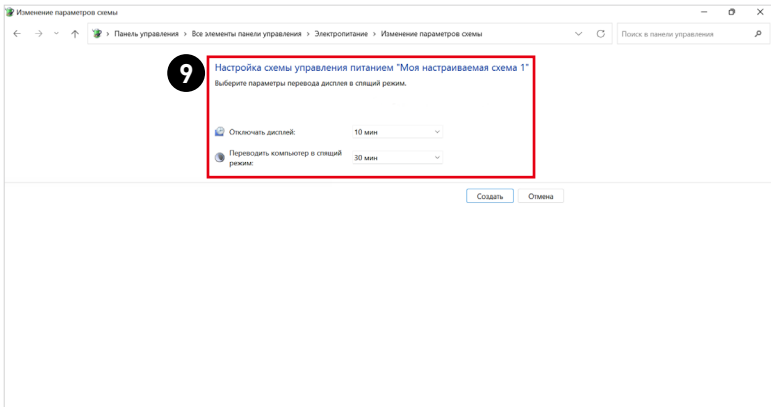 Изменение параметров схемы
Панель управления > Все элементы панели управления > Электропитание > Изменение параметров схемы
Поиск в панели управления
9
Настройка схемы управления питанием "Моя настраиваемая схема 1"
Выберите параметры перевода дисплея в спящий режим.
Отключать дисплей: 10 мин
Переводить компьютер в спящий
режим: 30 мин
Создать Отмена